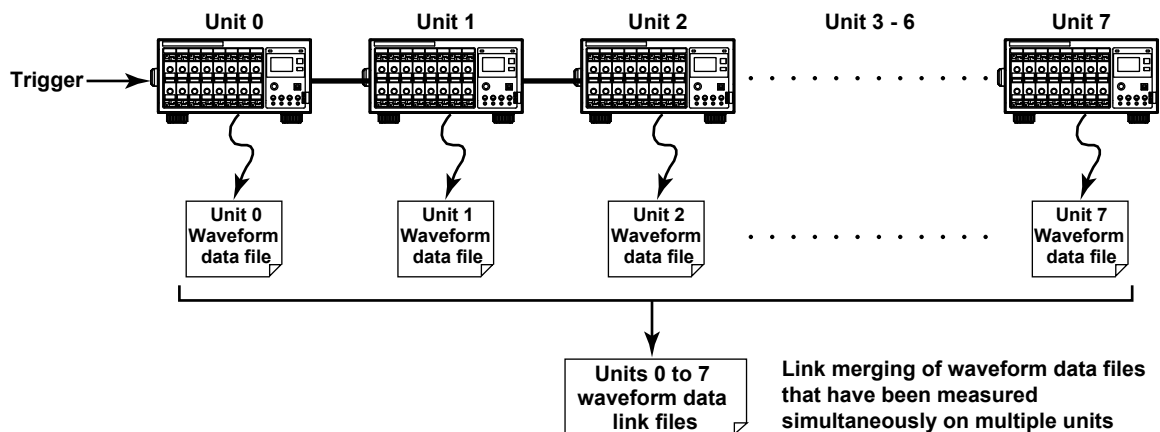 Unit 0
Unit 1
Unit 2
Unit 3 - 6
Unit 7
Trigger
Unit 0
Waveform
data file
Unit 1
Waveform
data file
Unit 2
Waveform
data file
Unit 7
Waveform
data file
Units 0 to 7
waveform data
link files
Link merging of waveform data files
that have been measured
simultaneously on multiple units